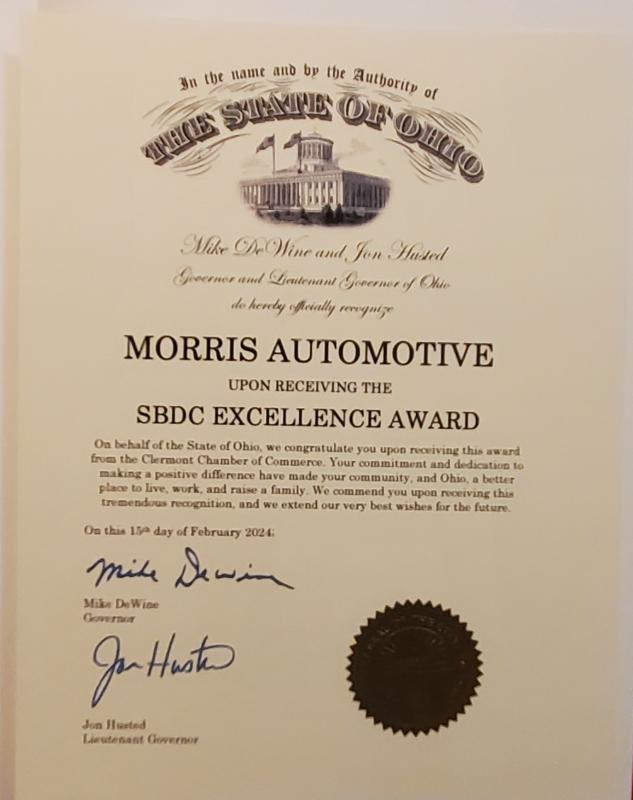 In the name and by the Authority of
THE STATE OF OHIO
Mike DeWine and Jon Husted
Governor and Lieutenant Governor of Ohio
do hereby officially recognize
MORRIS AUTOMOTIVE
UPON RECEIVING THE
SBDC EXCELLENCE AWARD
On behalf of the State of Ohio, we congratulate you upon receiving this award
from the Clermont Chamber of Commerce. Your commitment and dedication to
making a positive difference have made your community, and Ohio, a better
place to live, work, and raise a family. We commend you upon receiving this
tremendous recognition, and we extend our very best wishes for the future.
On this 15th day of February 2024:
Mike DeWine
Mike DeWine
Governor
Jon Husted
Jon Husted
Lieutenant Governor